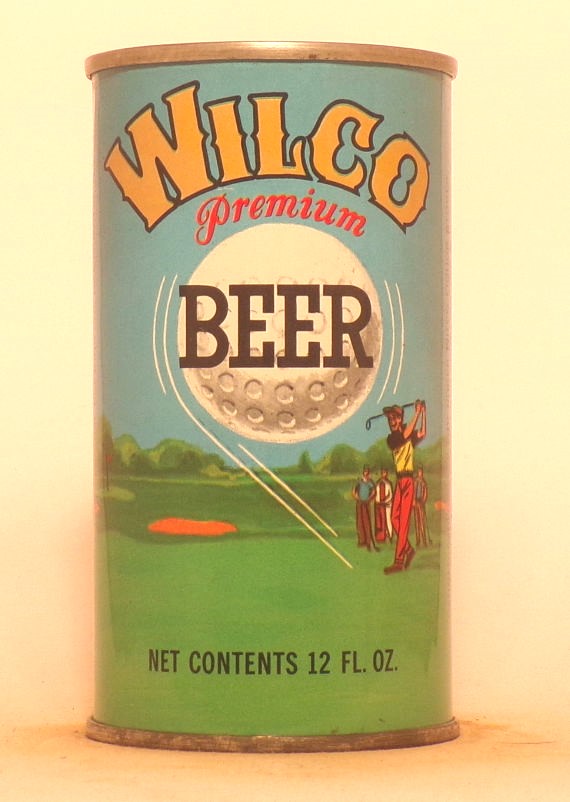 WILCO
Premium
BEER
NET CONTENTS 12 FL. OZ.